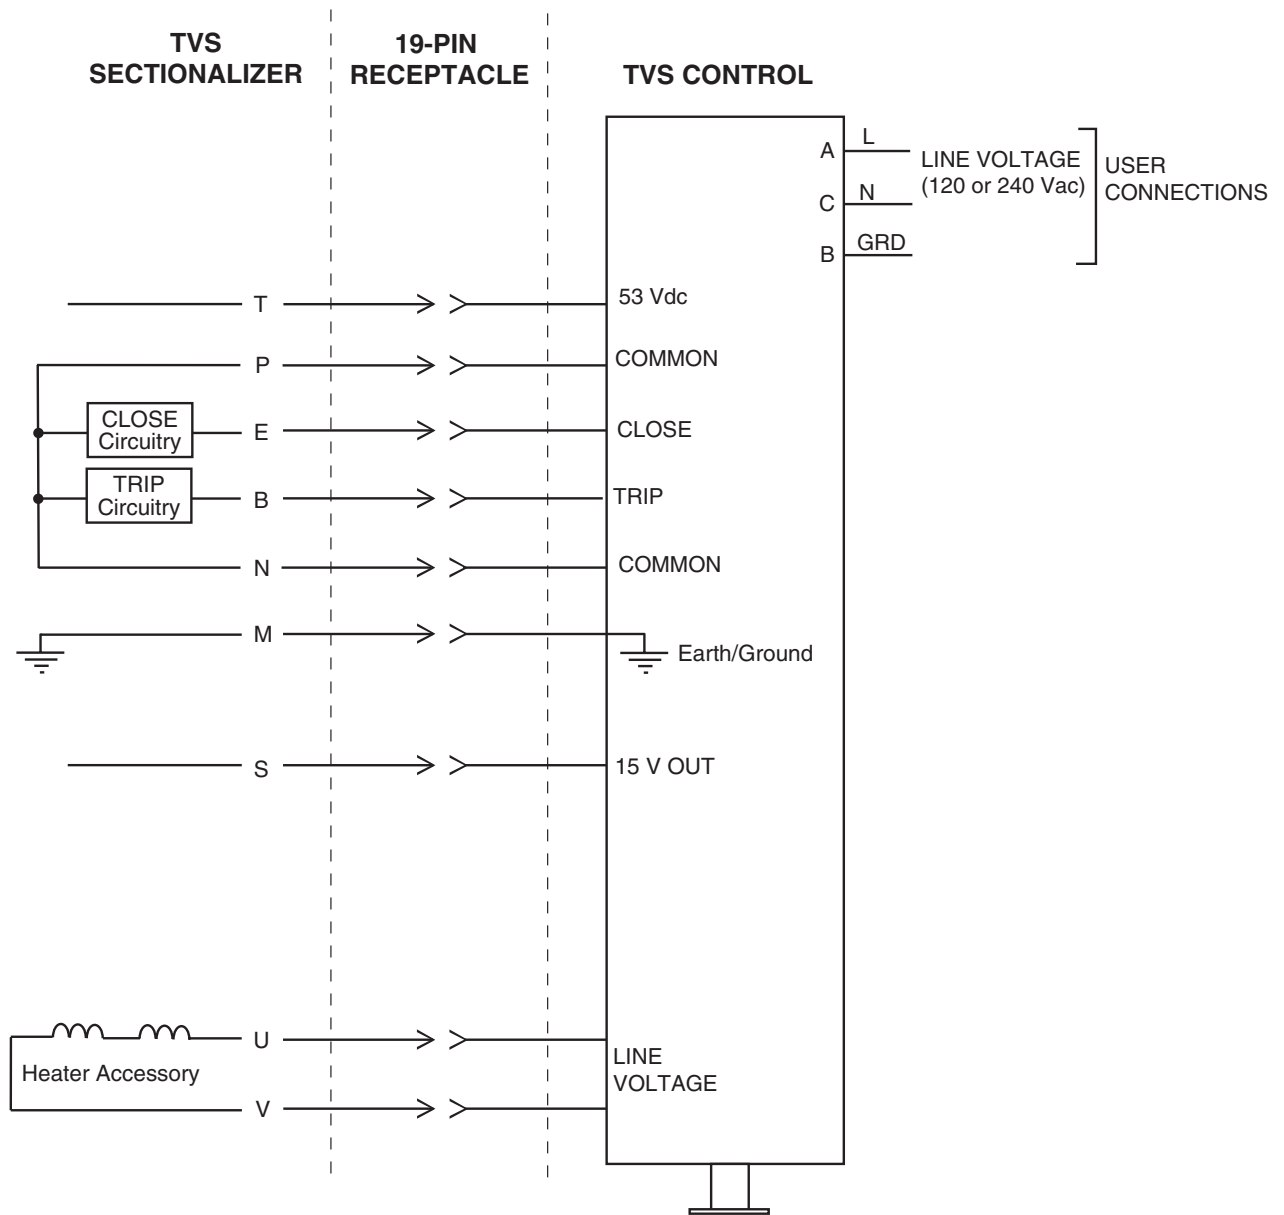 TVS
SECTIONALIZER
19-PIN
RECEPTACLE
TVS CONTROL
A
L
LINE VOLTAGE
(120 or 240 Vac)
USER
CONNECTIONS
C
N
B
GRD
T
53 Vdc
P
COMMON
CLOSE
Circuitry
E
CLOSE
TRIP
Circuitry
B
TRIP
N
COMMON
M
Earth/Ground
S
15 V OUT
U
Heater Accessory
LINE
VOLTAGE
V